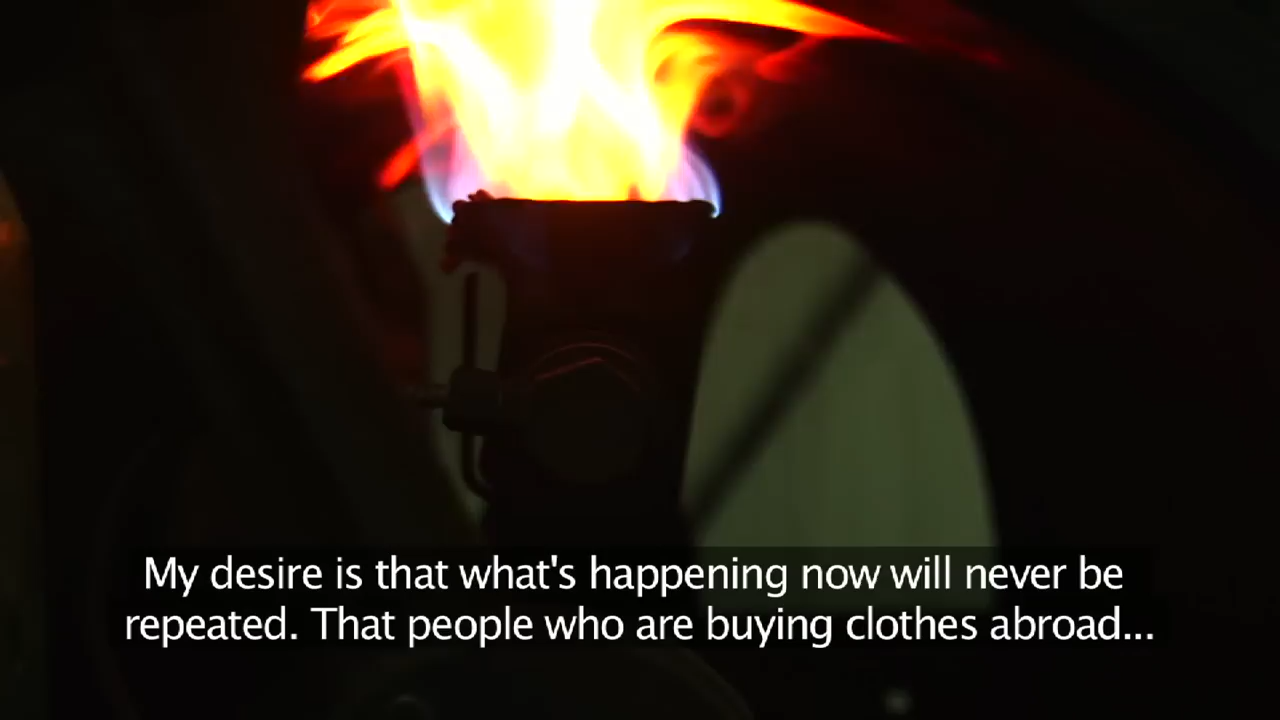 My desire is that what's happening now will never be
repeated. That people who are buying clothes abroad...